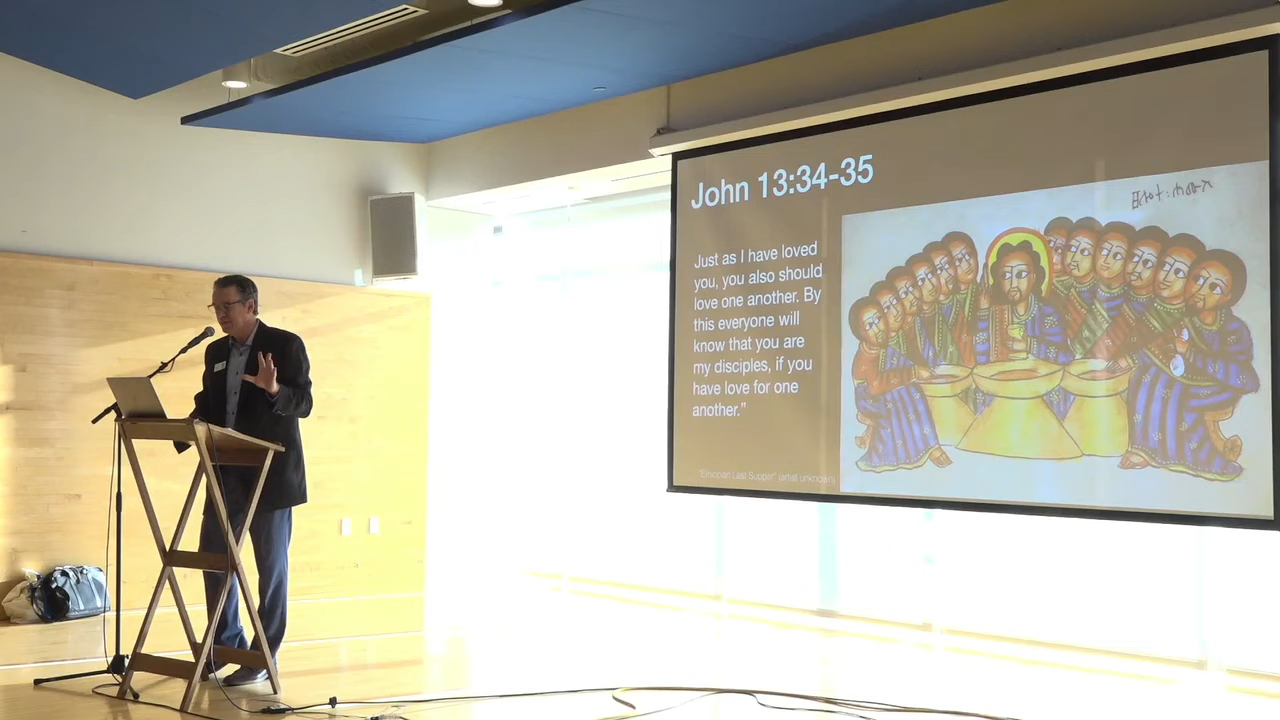 John 13:34-35
Just as I have loved
you, you also should
love one another. By
this everyone will
know that you are
my disciples, if you
have love for one
another."
"Ethiopian Last Supper" (artist unknown)